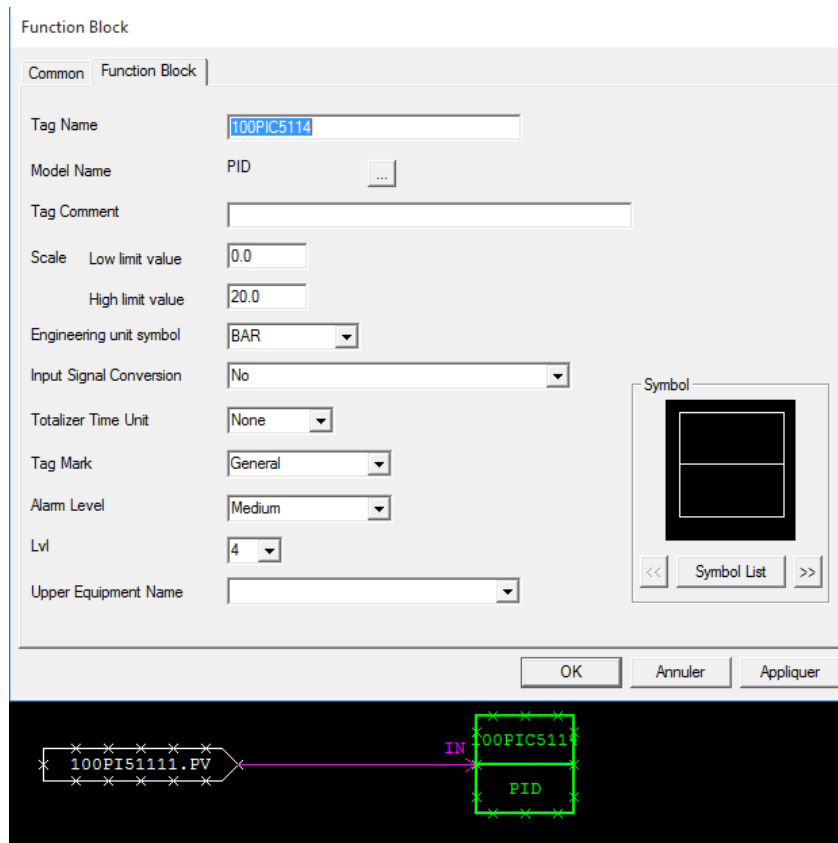 Function Block
Common Function Block
Tag Name 100PIC5114
Model Name PID ...
Tag Comment
Scale Low limit value 0.0
High limit value 20.0
Engineering unit symbol BAR
Input Signal Conversion No
Symbol
Totalizer Time Unit None
Tag Mark General
Alarm Level Medium
Lvl 4
<< Symbol List >>
Upper Equipment Name
OK Annuler Appliquer
IN 100PIC5114
100PI51111.PV
PID